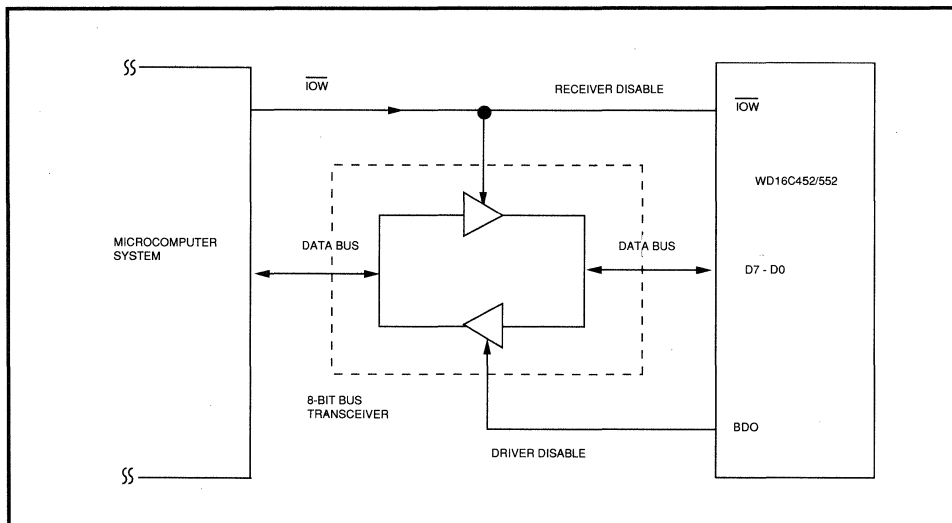 IOW
RECEIVER DISABLE
IOW
WD16C452/552
MICROCOMPUTER
SYSTEM
DATA BUS
DATA BUS
D7 - D0
8-BIT BUS
TRANSCEIVER
BDO
DRIVER DISABLE